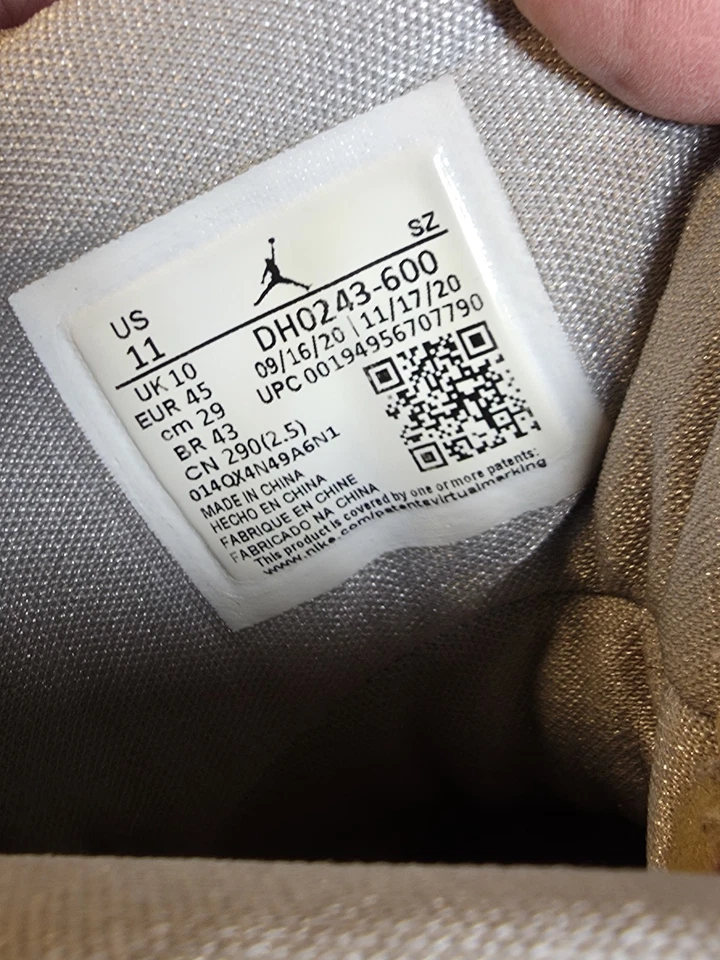 SZ
US
11
DH0243-600
UK 10
09/16/20 | 11/17/20
EUR 45
UPC 00194956707790
cm 29
BR 43
CN 290(2.5)
014QX4N49A6N1
MADE IN CHINA
HECHO EN CHINA
FABRIQUE EN CHINE
FABRICADO NA CHINA
This product is covered by one or more patents:
www.nike.com/patentvirtualmarking